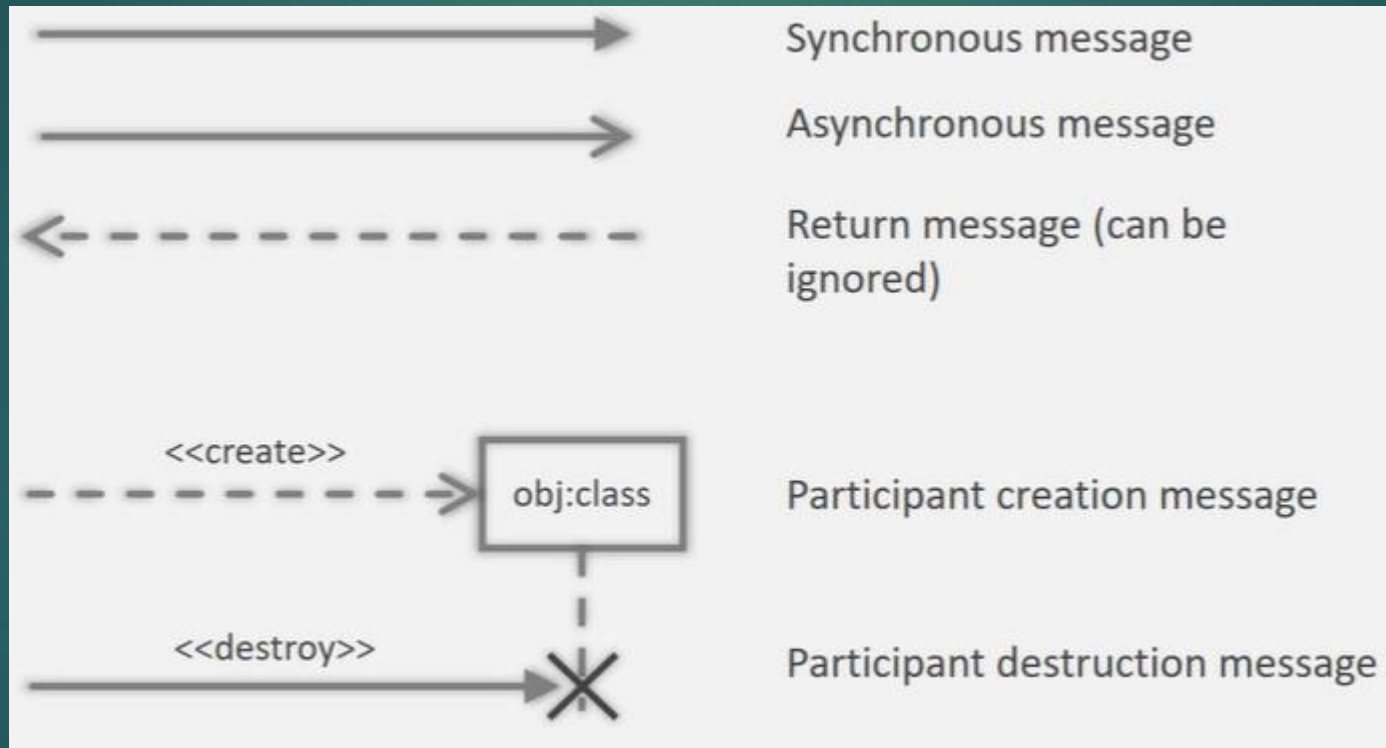 Synchronous message
Asynchronous message
Return message (can be
ignored)
<<create>>
obj:class
Participant creation message
<<destroy>>
Participant destruction message